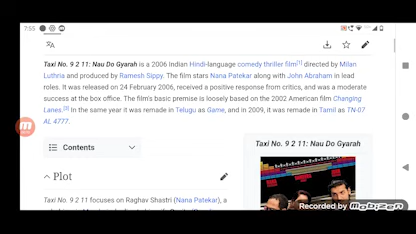 7:55
Taxi No. 9 2 11: Nau Do Gyarah is a 2006 Indian Hindi-language comedy thriller film[1] directed by Milan
Luthria and produced by Ramesh Sippy. The film stars Nana Patekar along with John Abraham in lead
roles. It was released on 24 February 2006, received a positive response from critics, and was a moderate
success at the box office. The film's basic premise is loosely based on the 2002 American film Changing
Lanes.[3] In the same year it was remade in Telugu as Game, and in 2009, it was remade in Tamil as TN-07
AL 4777.
Contents
Taxi No. 9 2 11: Nau Do Gyarah
Plot
Taxi No. 9 2 11 focuses on Raghav Shastri (Nana Patekar), a
Recorded by Mobizen